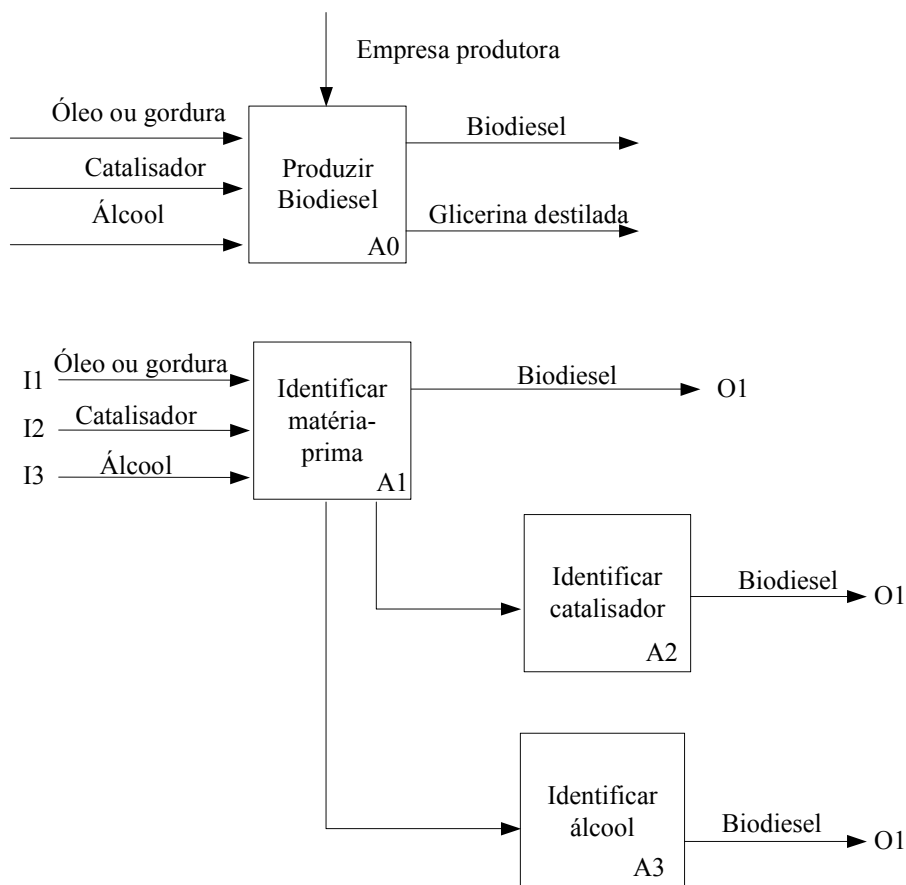 Empresa produtora
Óleo ou gordura
Catalisador
Álcool
Produzir
Biodiesel
A0
Biodiesel
Glicerina destilada
I1
Óleo ou gordura
I2
Catalisador
I3
Álcool
Identificar
matéria-
prima
A1
Biodiesel
O1
Identificar
catalisador
A2
Biodiesel
O1
Identificar
álcool
A3
Biodiesel
O1